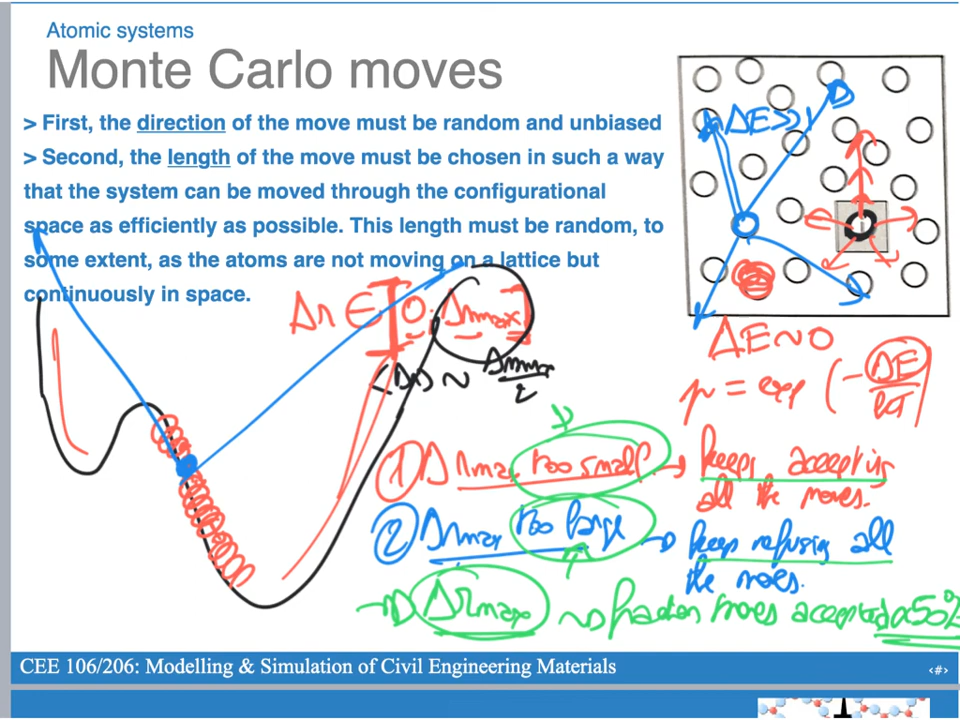 Atomic systems
Monte Carlo moves
> First, the direction of the move must be random and unbiased
> Second, the length of the move must be chosen in such a way
that the system can be moved through the configurational
space as efficiently as possible. This length must be random, to
some extent, as the atoms are not moving on a lattice but
continuously in space.
ΔE>>1
Δr ∈ [0; Δrmax]
⟨Δr⟩ ~ Δrmax/2
ΔE~0
p = exp (-ΔE/kT)
① Δrmax too small → keeps accepting
all the moves.
② Δrmax too large → keep refusing all
the moves.
→ Δrmax ~ fraction moves accepted ~50%
CEE 106/206: Modelling & Simulation of Civil Engineering Materials
‹#›